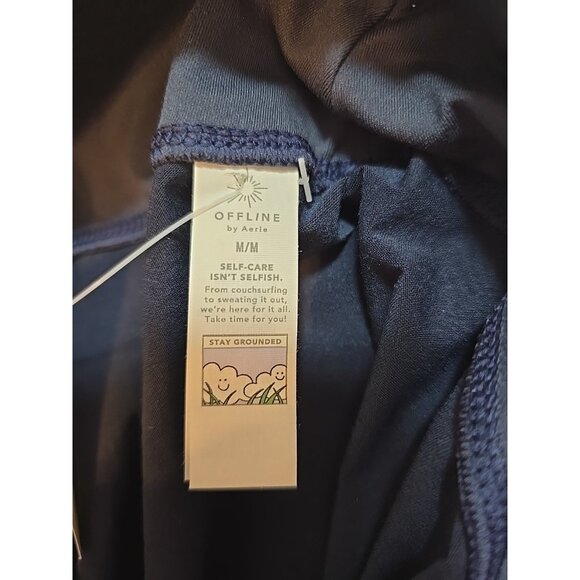 OFFLINE
by Aerie
M/M
SELF-CARE
ISN'T SELFISH.
From couchsurfing
to sweating it out,
we're here for it all.
Take time for you!
STAY GROUNDED